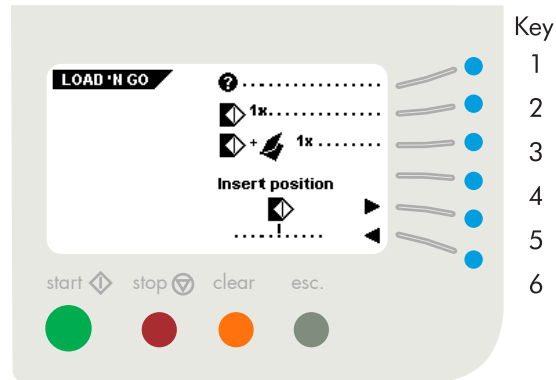 Key
LOAD 'N GO
?
1
1x
2
+ 1x
3
Insert position
4
5
6
start stop clear esc.